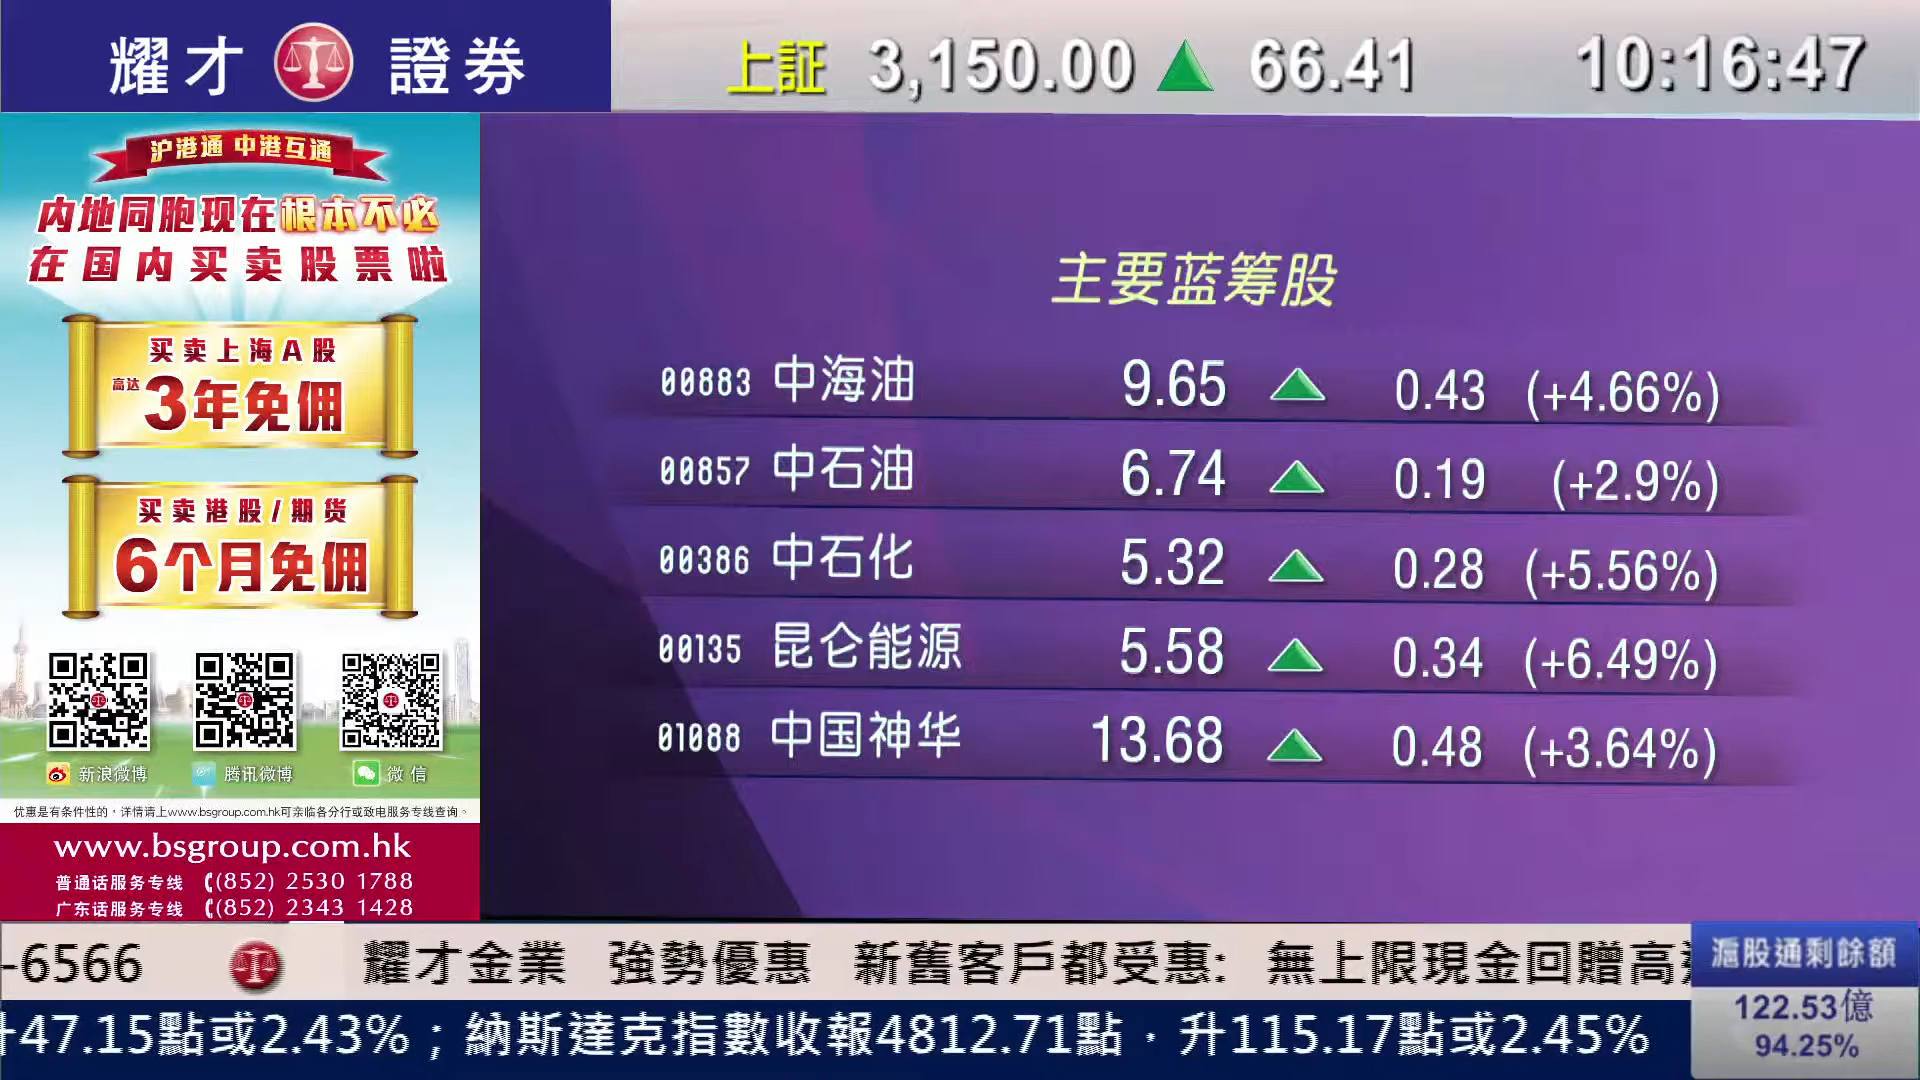 耀才 證券
上証 3,150.00 66.41 10:16:47
沪港通 中港互通
内地同胞现在根本不必
在国内买卖股票啦
买卖上海A股
高达3年免佣
买卖港股/期货
6个月免佣
新浪微博 腾讯微博 微信
优惠是有条件性的，详情请上www.bsgroup.com.hk可亲临各分行或致电服务专线查询。
www.bsgroup.com.hk
普通话服务专线 (852) 2530 1788
广东话服务专线 (852) 2343 1428
主要蓝筹股
00883 中海油 9.65 0.43 (+4.66%)
00857 中石油 6.74 0.19 (+2.9%)
00386 中石化 5.32 0.28 (+5.56%)
00135 昆仑能源 5.58 0.34 (+6.49%)
01088 中国神华 13.68 0.48 (+3.64%)
-6566 耀才金業 強勢優惠 新舊客戶都受惠: 無上限現金回贈高
47.15點或2.43%；納斯達克指數收報4812.71點，升115.17點或2.45%
滬股通剩餘額
122.53億
94.25%